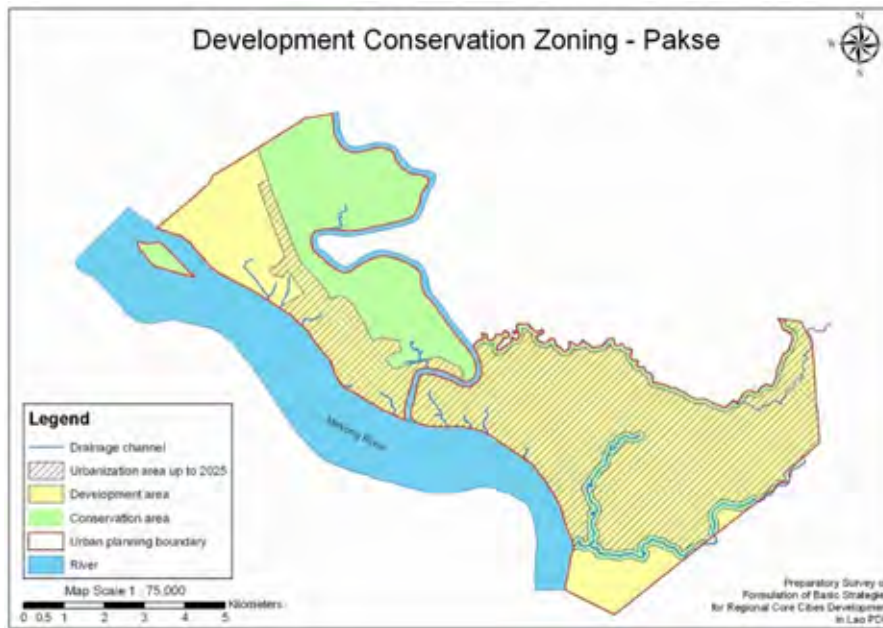 Development Conservation Zoning - Pakse
N
W
E
S
Mekong River
Legend
Drainage channel
Urbanization area up to 2025
Development area
Conservation area
Urban planning boundary
River
Map Scale 1 : 75,000
Kilometers
0 0.5 1 2 3 4 5
Preparatory Survey o
Formulation of Basic Strategie
for Regional Core Cities Developmen
in Lao PD